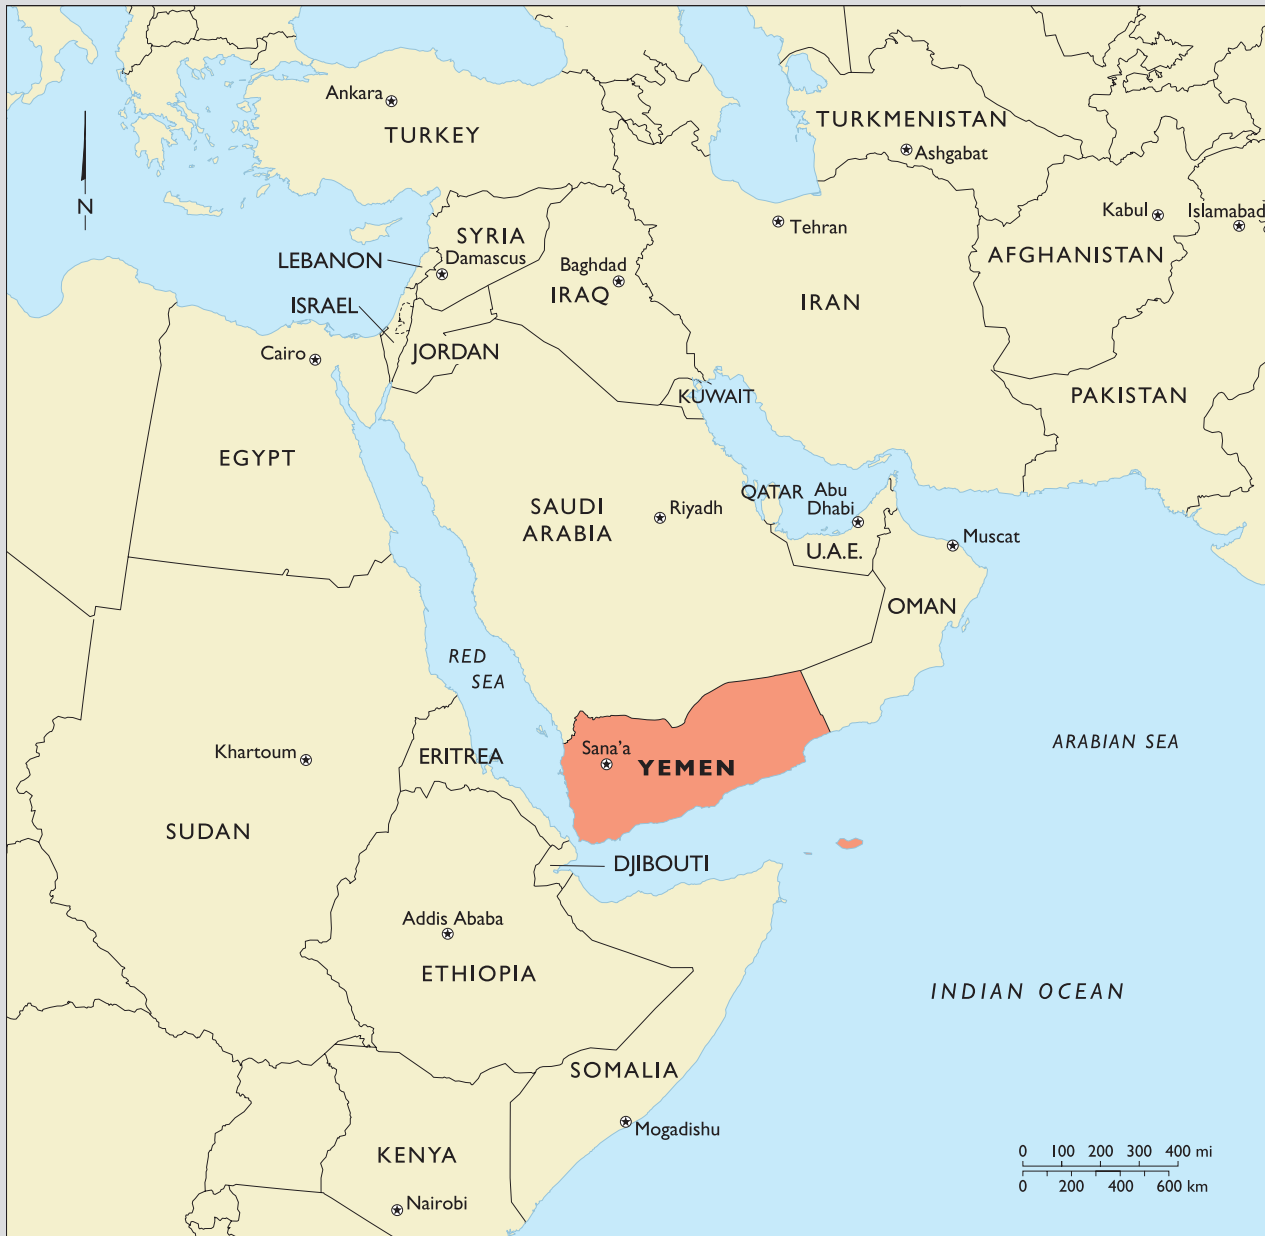 Ankara
TURKEY
TURKMENISTAN
Ashgabat
N
Kabul
Islamabad
Tehran
SYRIA
Damascus
LEBANON
Baghdad
IRAQ
AFGHANISTAN
ISRAEL
IRAN
Cairo
JORDAN
KUWAIT
PAKISTAN
EGYPT
SAUDI
ARABIA
Riyadh
QATAR
Abu
Dhabi
U.A.E.
Muscat
OMAN
RED
SEA
Khartoum
ERITREA
Sana'a
YEMEN
ARABIAN SEA
SUDAN
DJIBOUTI
Addis Ababa
ETHIOPIA
INDIAN OCEAN
SOMALIA
Mogadishu
KENYA
Nairobi
0 100 200 300 400 mi
0 200 400 600 km